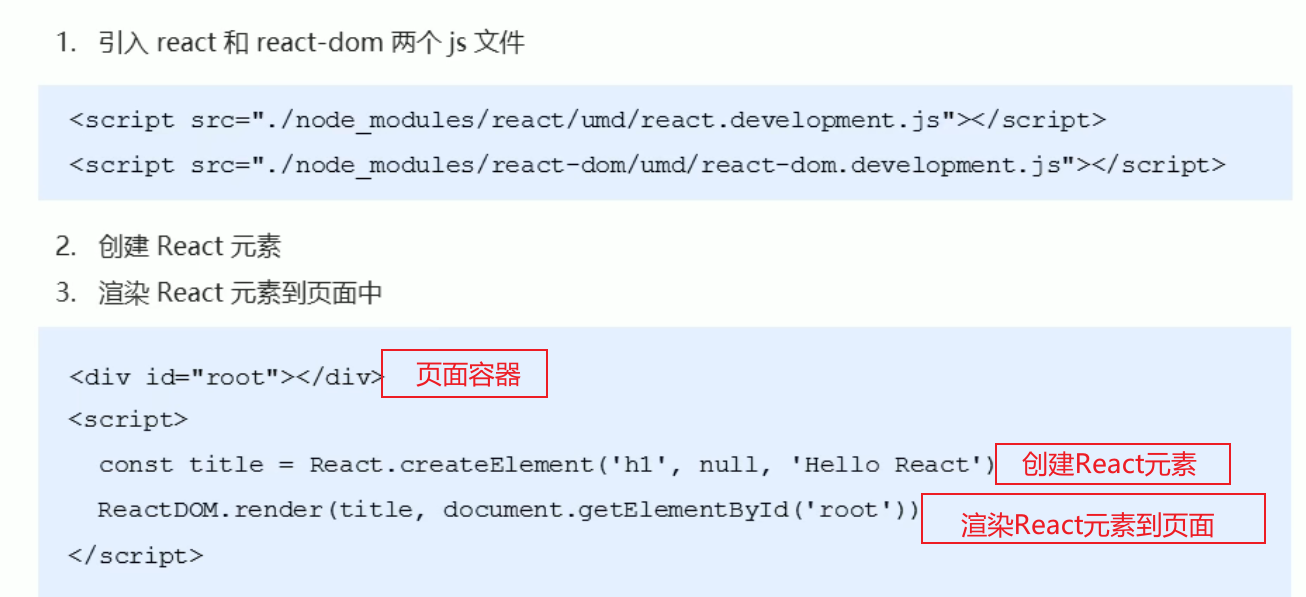 1. 引入 react 和 react-dom 两个 js 文件
<script src="./node_modules/react/umd/react.development.js"></script>
<script src="./node_modules/react-dom/umd/react-dom.development.js"></script>
2. 创建 React 元素
3. 渲染 React 元素到页面中
<div id="root"></div> 页面容器
<script>
const title = React.createElement('h1', null, 'Hello React') 创建React元素
ReactDOM.render(title, document.getElementById('root')) 渲染React元素到页面
</script>